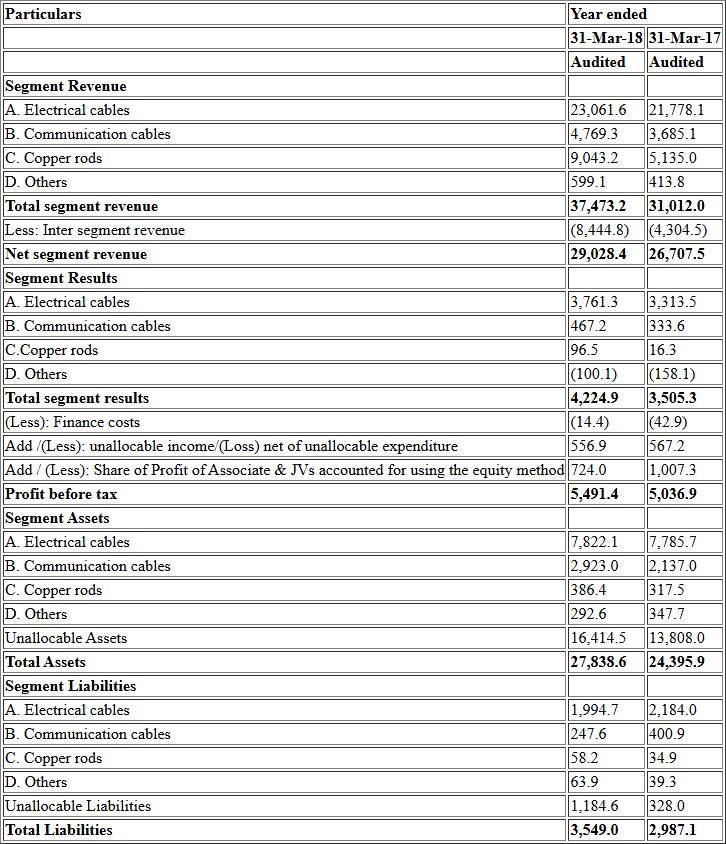 Particulars Year ended
31-Mar-18 31-Mar-17
Audited Audited
Segment Revenue
A. Electrical cables 23,061.6 21,778.1
B. Communication cables 4,769.3 3,685.1
C. Copper rods 9,043.2 5,135.0
D. Others 599.1 413.8
Total segment revenue 37,473.2 31,012.0
Less: Inter segment revenue (8,444.8) (4,304.5)
Net segment revenue 29,028.4 26,707.5
Segment Results
A. Electrical cables 3,761.3 3,313.5
B. Communication cables 467.2 333.6
C.Copper rods 96.5 16.3
D. Others (100.1) (158.1)
Total segment results 4,224.9 3,505.3
(Less): Finance costs (14.4) (42.9)
Add /(Less): unallocable income/(Loss) net of unallocable expenditure 556.9 567.2
Add / (Less): Share of Profit of Associate & JVs accounted for using the equity method 724.0 1,007.3
Profit before tax 5,491.4 5,036.9
Segment Assets
A. Electrical cables 7,822.1 7,785.7
B. Communication cables 2,923.0 2,137.0
C. Copper rods 386.4 317.5
D. Others 292.6 347.7
Unallocable Assets 16,414.5 13,808.0
Total Assets 27,838.6 24,395.9
Segment Liabilities
A. Electrical cables 1,994.7 2,184.0
B. Communication cables 247.6 400.9
C. Copper rods 58.2 34.9
D. Others 63.9 39.3
Unallocable Liabilities 1,184.6 328.0
Total Liabilities 3,549.0 2,987.1